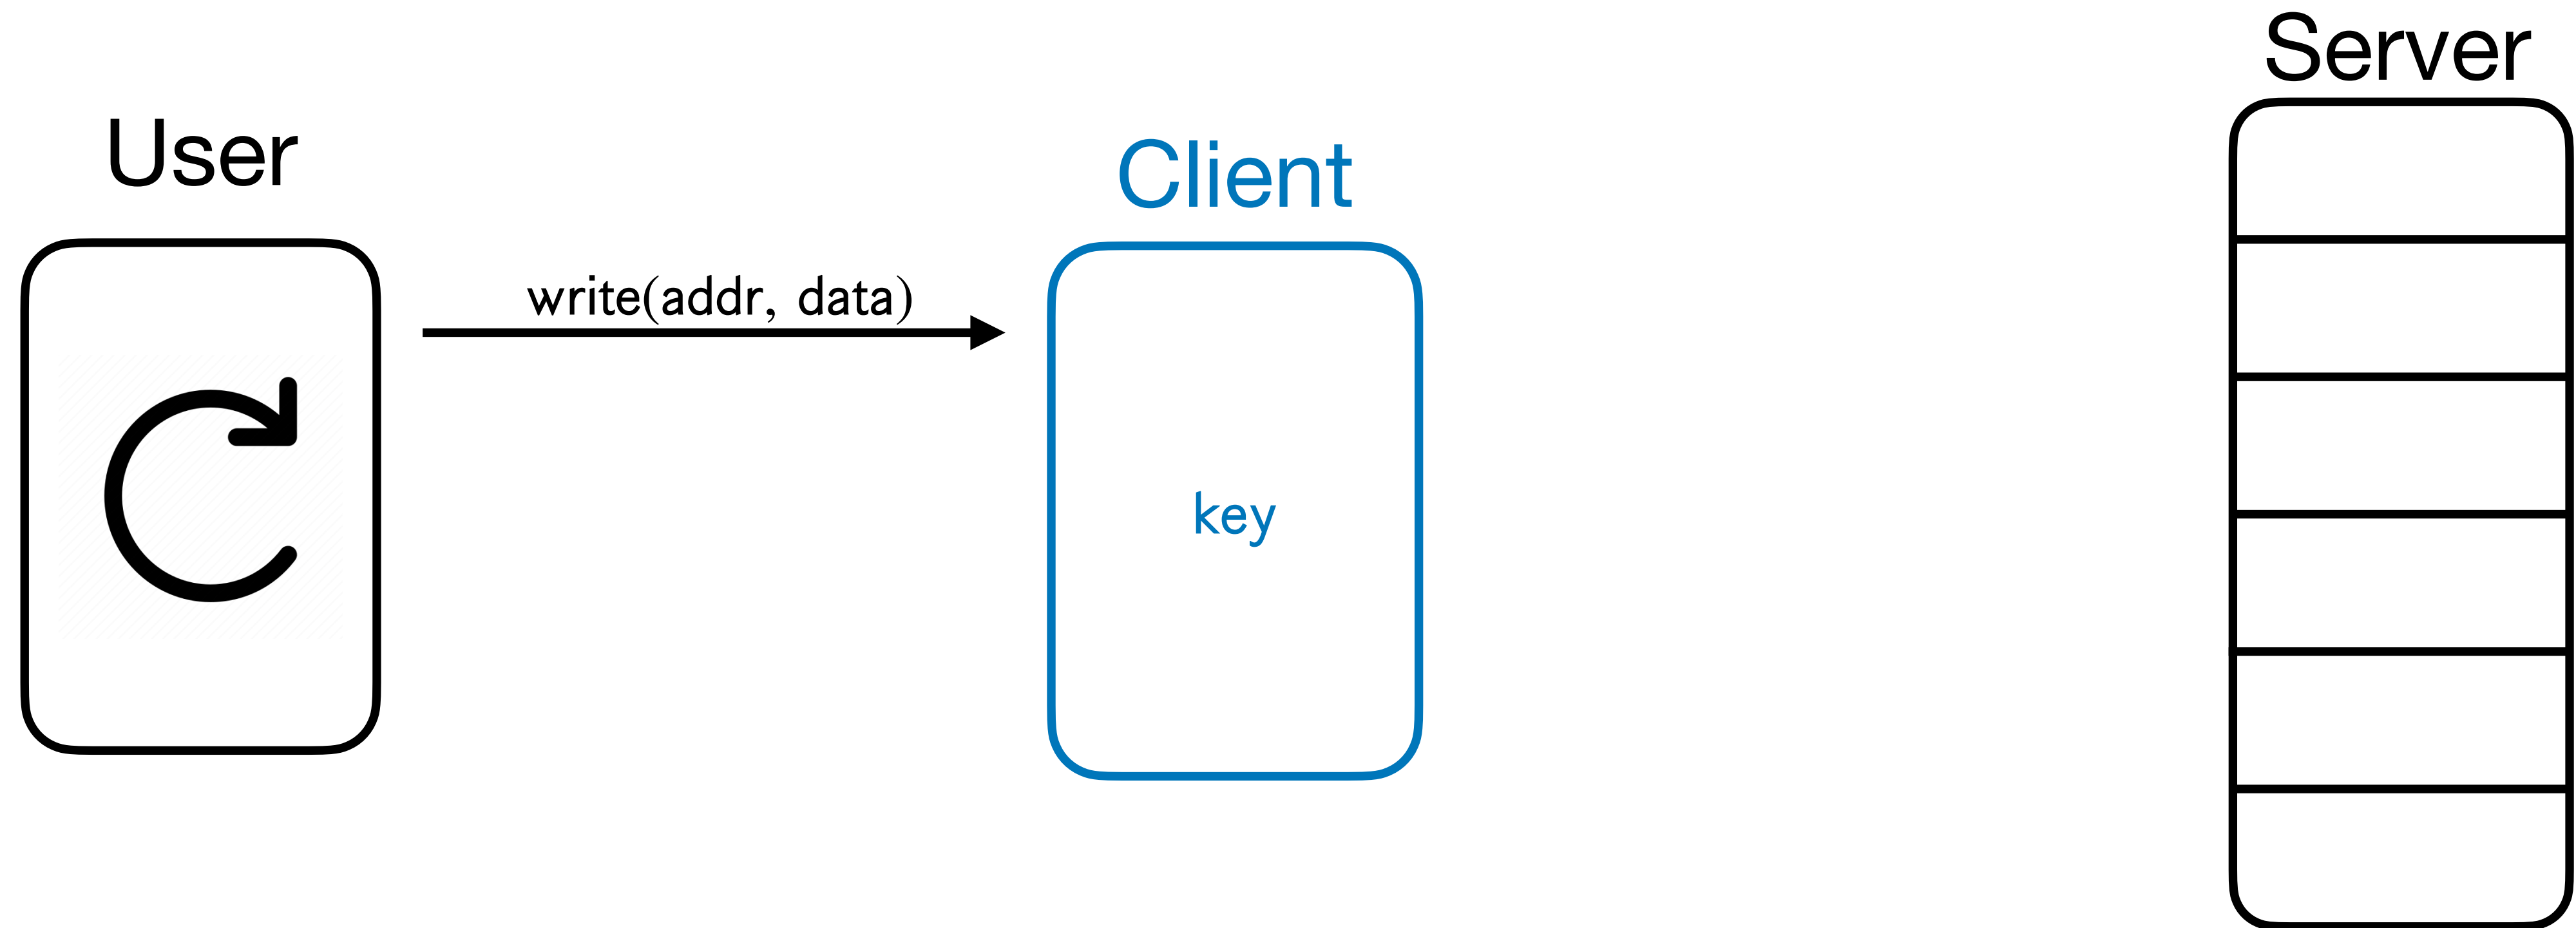 Server
User
Client
write(addr, data)
key